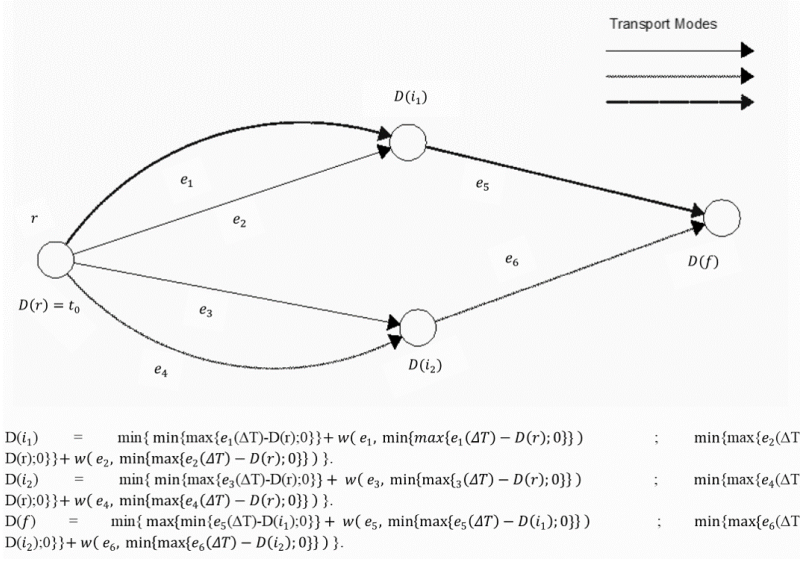 Transport Modes
D(i₁)
e₁
e₂
e₅
r
e₆
D(f)
D(r) = t₀
e₃
e₄
D(i₂)
D(i₁) = min{ min{max{e₁(ΔT)-D(r);0}}+ w( e₁, min{max{e₁(ΔT) − D(r); 0}} ) ; min{max{e₂(ΔT
D(r);0}}+ w( e₂, min{max{e₂(ΔT) − D(r); 0}} ) }.
D(i₂) = min{ min{max{e₃(ΔT)-D(r);0}}+ w( e₃, min{max{₃(ΔT) − D(r); 0}} ) ; min{max{e₄(ΔT
D(r);0}}+ w( e₄, min{max{e₄(ΔT) − D(r); 0}} ) }.
D(f) = min{ max{min{e₅(ΔT)-D(i₁);0}}+ w( e₅, min{max{e₅(ΔT) − D(i₁); 0}} ) ; min{max{e₆(ΔT
D(i₂);0}}+ w( e₆, min{max{e₆(ΔT) − D(i₂); 0}} ) }.